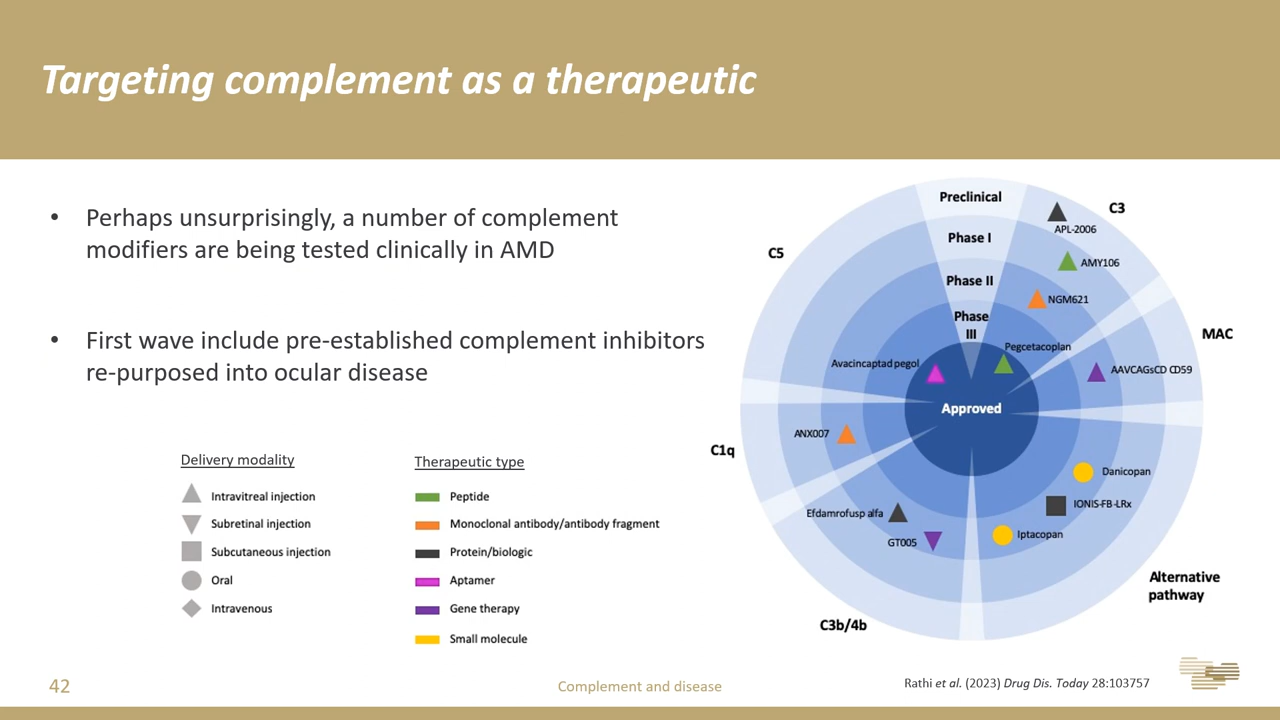 Targeting complement as a therapeutic
• Perhaps unsurprisingly, a number of complement
modifiers are being tested clinically in AMD
• First wave include pre-established complement inhibitors
re-purposed into ocular disease
Delivery modality
Intravitreal injection
Subretinal injection
Subcutaneous injection
Oral
Intravenous
Therapeutic type
Peptide
Monoclonal antibody/antibody fragment
Protein/biologic
Aptamer
Gene therapy
Small molecule
Preclinical
Phase I
Phase II
Phase
III
Approved
C3
APL-2006
AMY106
NGM621
Pegcetacoplan
MAC
AAVCAGsCD CD59
Alternative
pathway
Danicopan
IONIS-FB-LRx
Iptacopan
C3b/4b
Efdamrofusp alfa
GT005
C1q
ANX007
C5
Avacincaptad pegol
42
Complement and disease
Rathi et al. (2023) Drug Dis. Today 28:103757